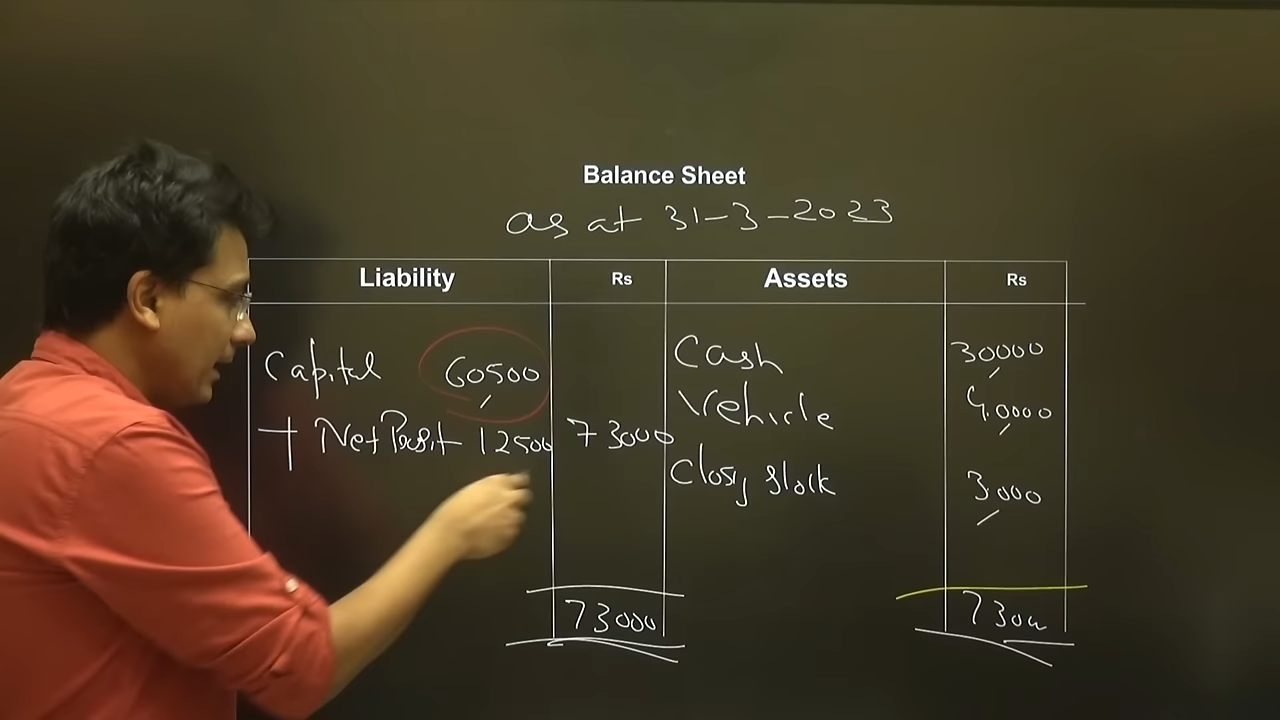 Balance Sheet
as at 31-3-2023
Liability Rs Assets Rs
Capital 60500 Cash 30000
Vehicle 40000
+ Net Profit 12500 73000
Closing Stock 3000
73000 7300